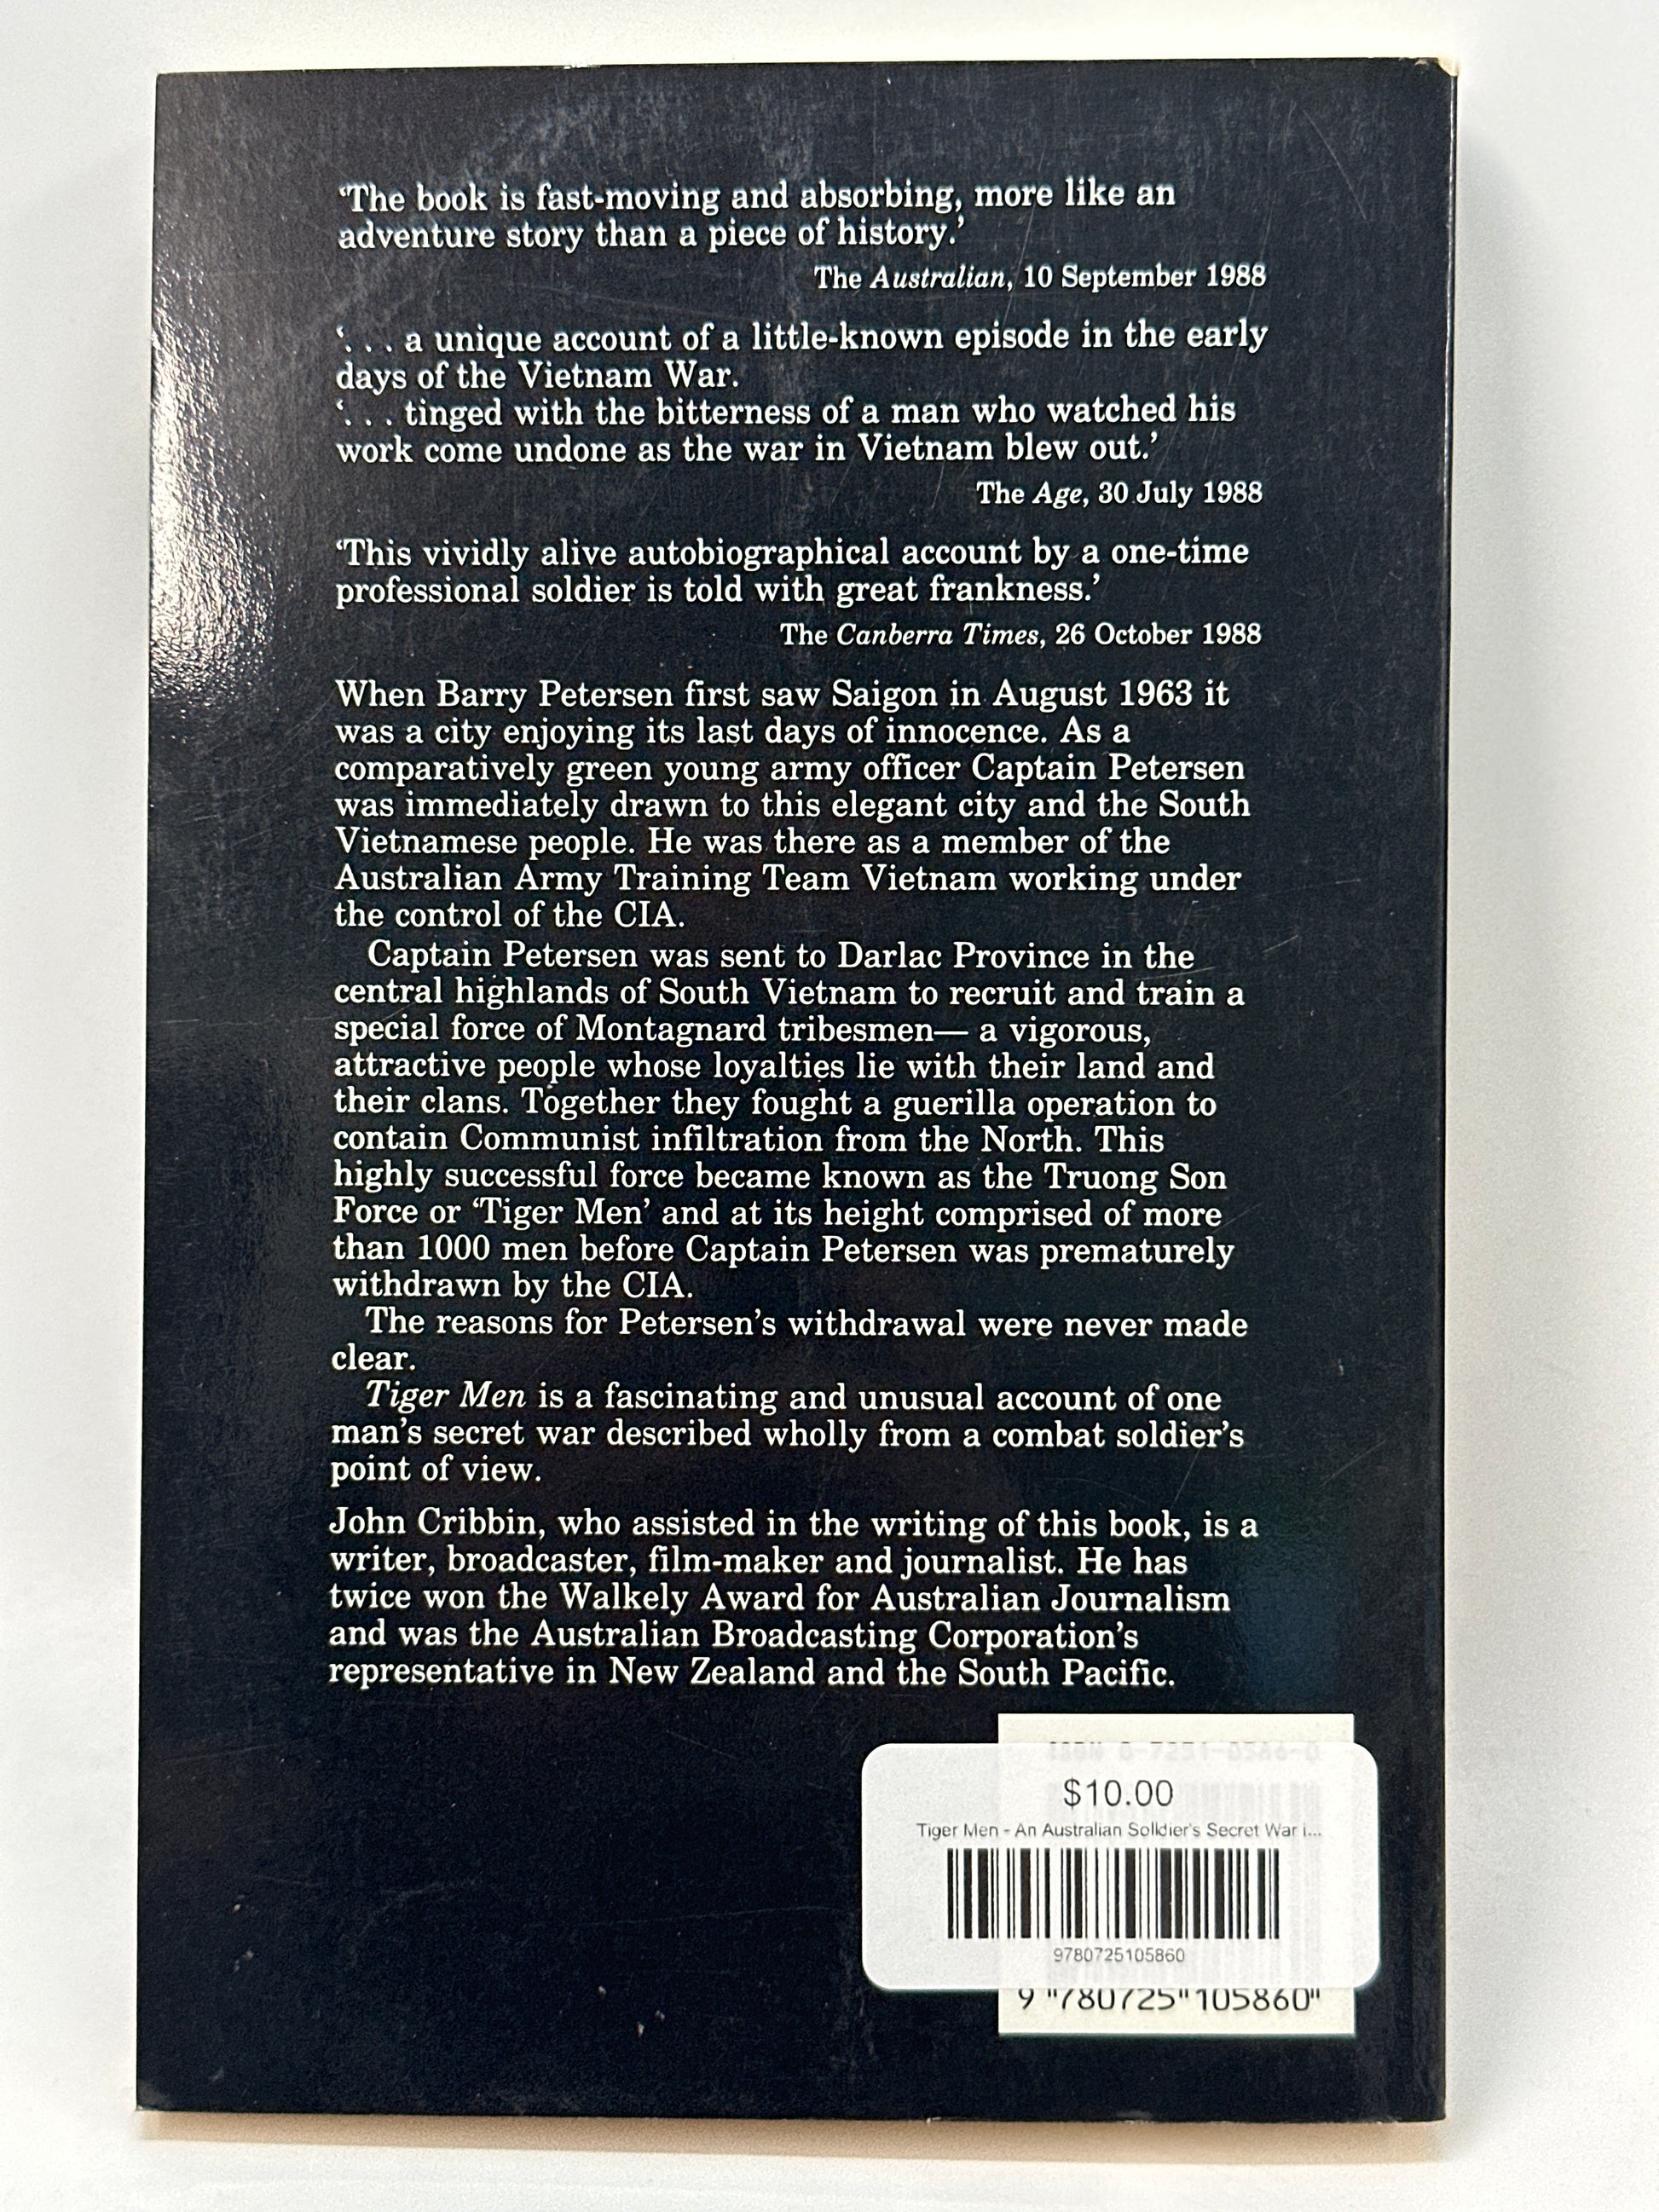 ‘The book is fast-moving and absorbing, more like an
adventure story than a piece of history.’
The Australian, 10 September 1988
‘. . . a unique account of a little-known episode in the early
days of the Vietnam War.
‘. . . tinged with the bitterness of a man who watched his
work come undone as the war in Vietnam blew out.’
The Age, 30 July 1988
‘This vividly alive autobiographical account by a one-time
professional soldier is told with great frankness.’
The Canberra Times, 26 October 1988
When Barry Petersen first saw Saigon in August 1963 it
was a city enjoying its last days of innocence. As a
comparatively green young army officer Captain Petersen
was immediately drawn to this elegant city and the South
Vietnamese people. He was there as a member of the
Australian Army Training Team Vietnam working under
the control of the CIA.
Captain Petersen was sent to Darlac Province in the
central highlands of South Vietnam to recruit and train a
special force of Montagnard tribesmen— a vigorous,
attractive people whose loyalties lie with their land and
their clans. Together they fought a guerilla operation to
contain Communist infiltration from the North. This
highly successful force became known as the Truong Son
Force or ‘Tiger Men’ and at its height comprised of more
than 1000 men before Captain Petersen was prematurely
withdrawn by the CIA.
The reasons for Petersen’s withdrawal were never made
clear.
Tiger Men is a fascinating and unusual account of one
man’s secret war described wholly from a combat soldier’s
point of view.
John Cribbin, who assisted in the writing of this book, is a
writer, broadcaster, film-maker and journalist. He has
twice won the Walkely Award for Australian Journalism
and was the Australian Broadcasting Corporation’s
representative in New Zealand and the South Pacific.
ISBN 0-7251-0586-0
$10.00
Tiger Men - An Australian Solldier's Secret War i...
9780725105860
9 "780725"105860"